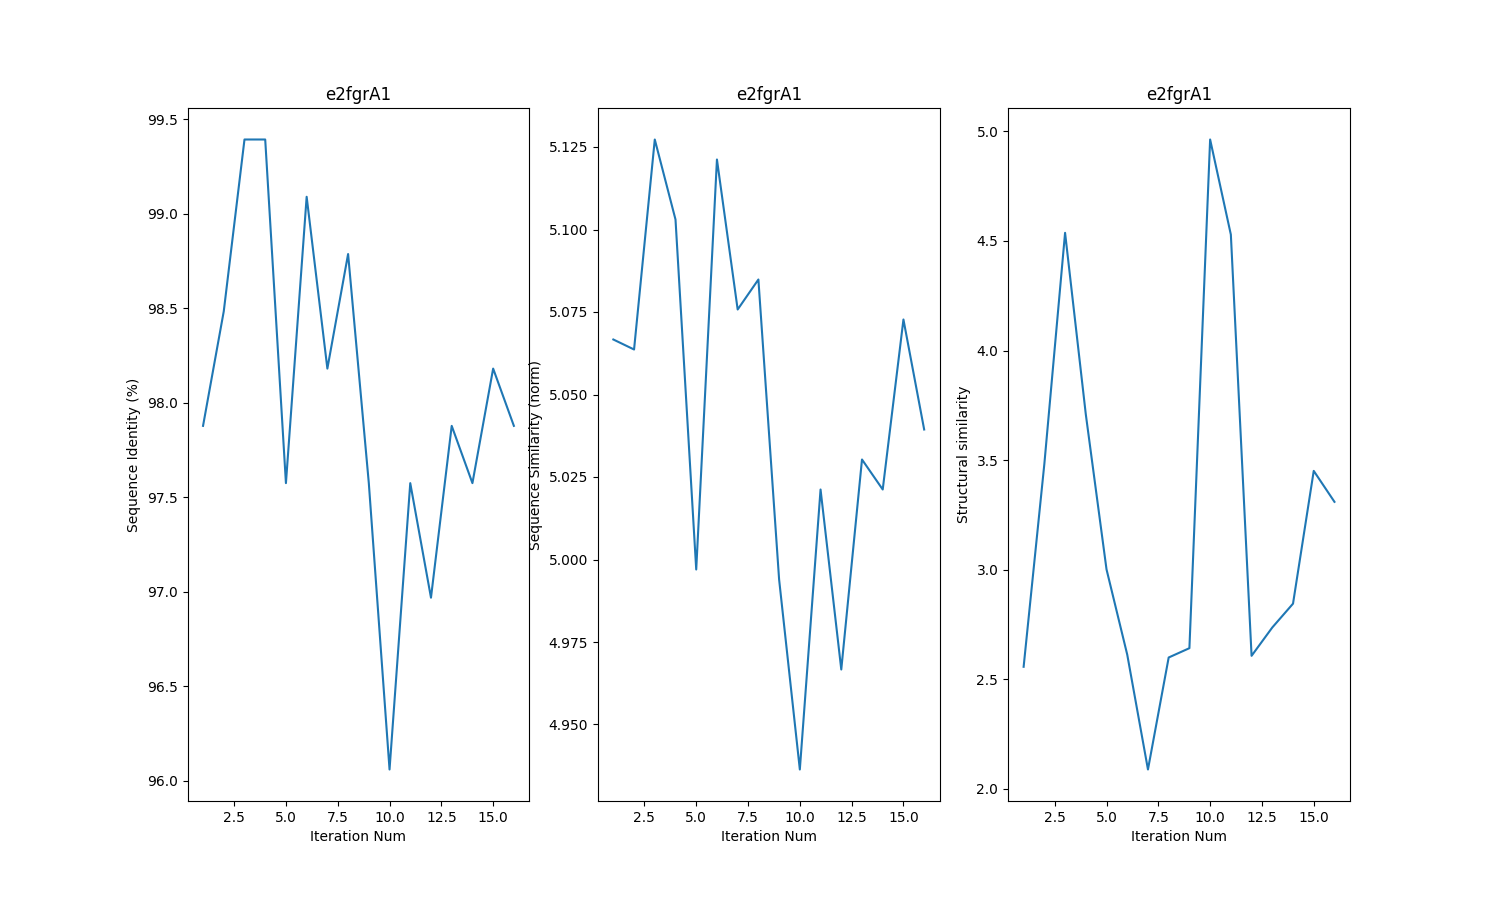 e2fgrA1
Sequence Identity (%)
99.5
99.0
98.5
98.0
97.5
97.0
96.5
96.0
2.5 5.0 7.5 10.0 12.5 15.0
Iteration Num
e2fgrA1
Sequence Similarity (norm)
5.125
5.100
5.075
5.050
5.025
5.000
4.975
4.950
2.5 5.0 7.5 10.0 12.5 15.0
Iteration Num
e2fgrA1
Structural similarity
5.0
4.5
4.0
3.5
3.0
2.5
2.0
2.5 5.0 7.5 10.0 12.5 15.0
Iteration Num